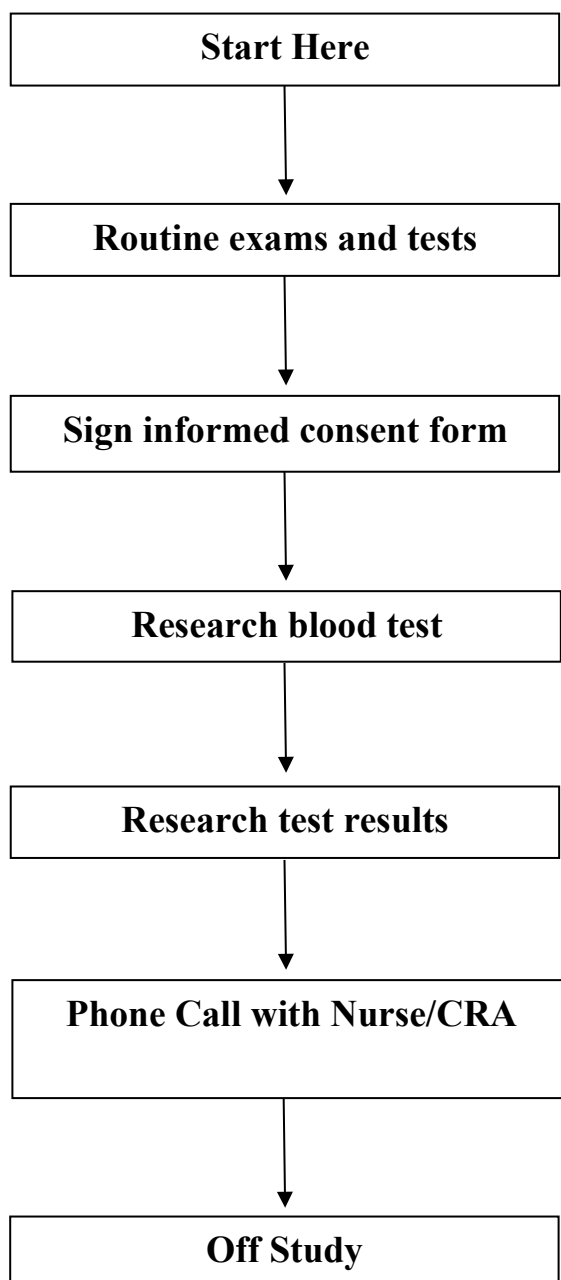 Start Here
Routine exams and tests
Sign informed consent form
Research blood test
Research test results
Phone Call with Nurse/CRA
Off Study